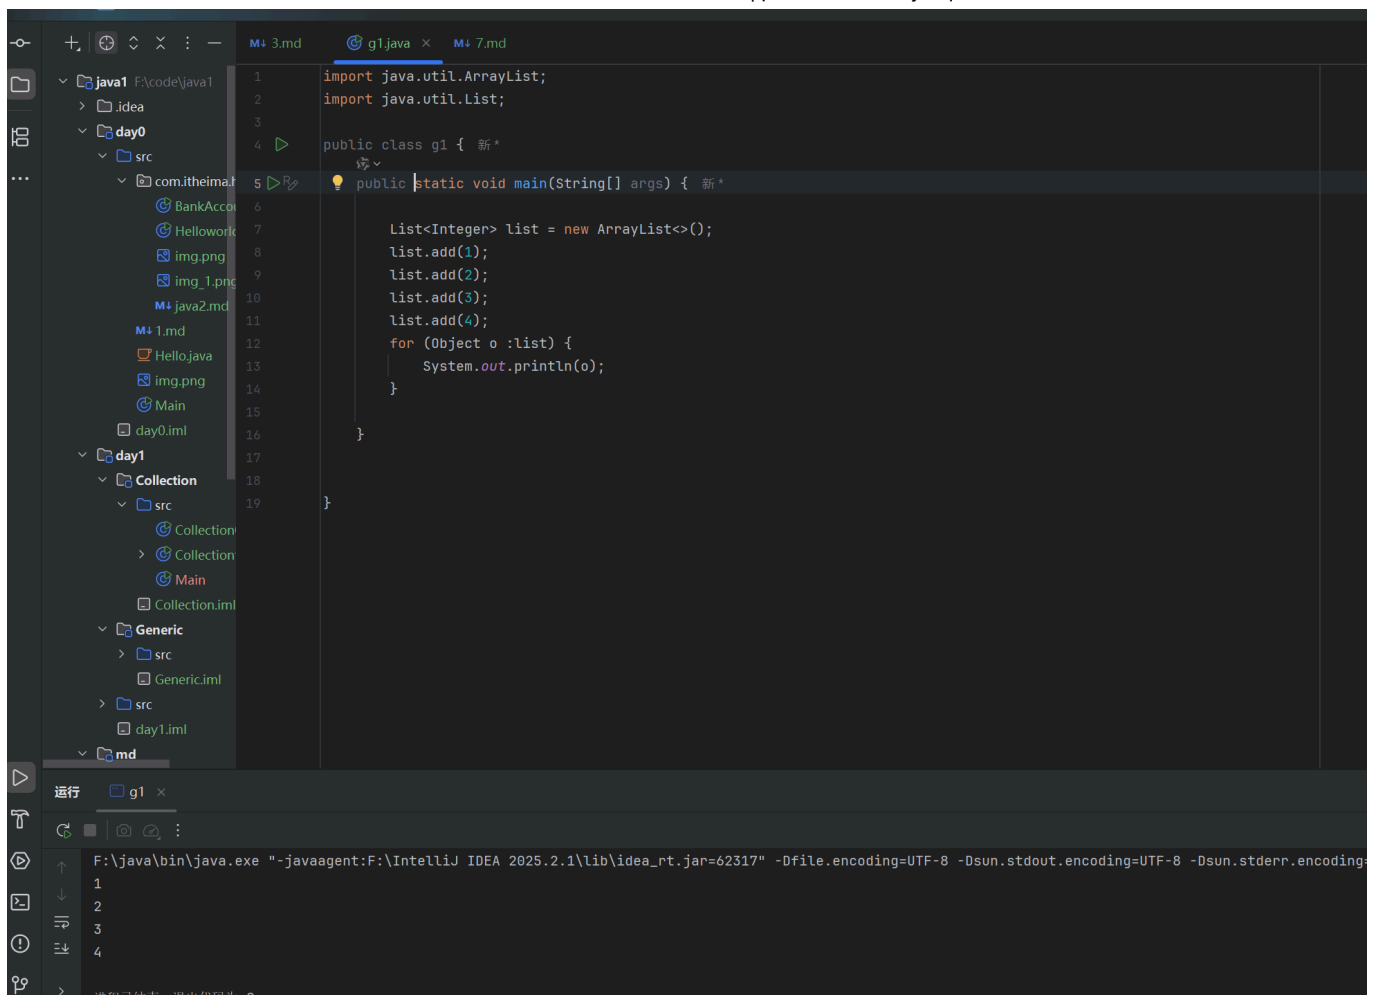 3.md
g1.java
7.md
java1 F:\code\java1
.idea
day0
src
com.itheima.h
BankAccou
Helloworld
img.png
img_1.png
java2.md
1.md
Hello.java
img.png
Main
day0.iml
day1
Collection
src
Collection
Collection
Main
Collection.iml
Generic
src
Generic.iml
src
day1.iml
md
1 import java.util.ArrayList;
2 import java.util.List;
3
4 public class g1 { 新*
5 public static void main(String[] args) { 新*
6
7 List<Integer> list = new ArrayList<>();
8 list.add(1);
9 list.add(2);
10 list.add(3);
11 list.add(4);
12 for (Object o :list) {
13 System.out.println(o);
14 }
15
16 }
17
18
19 }
运行 g1
F:\java\bin\java.exe "-javaagent:F:\IntelliJ IDEA 2025.2.1\lib\idea_rt.jar=62317" -Dfile.encoding=UTF-8 -Dsun.stdout.encoding=UTF-8 -Dsun.stderr.encoding=
1
2
3
4